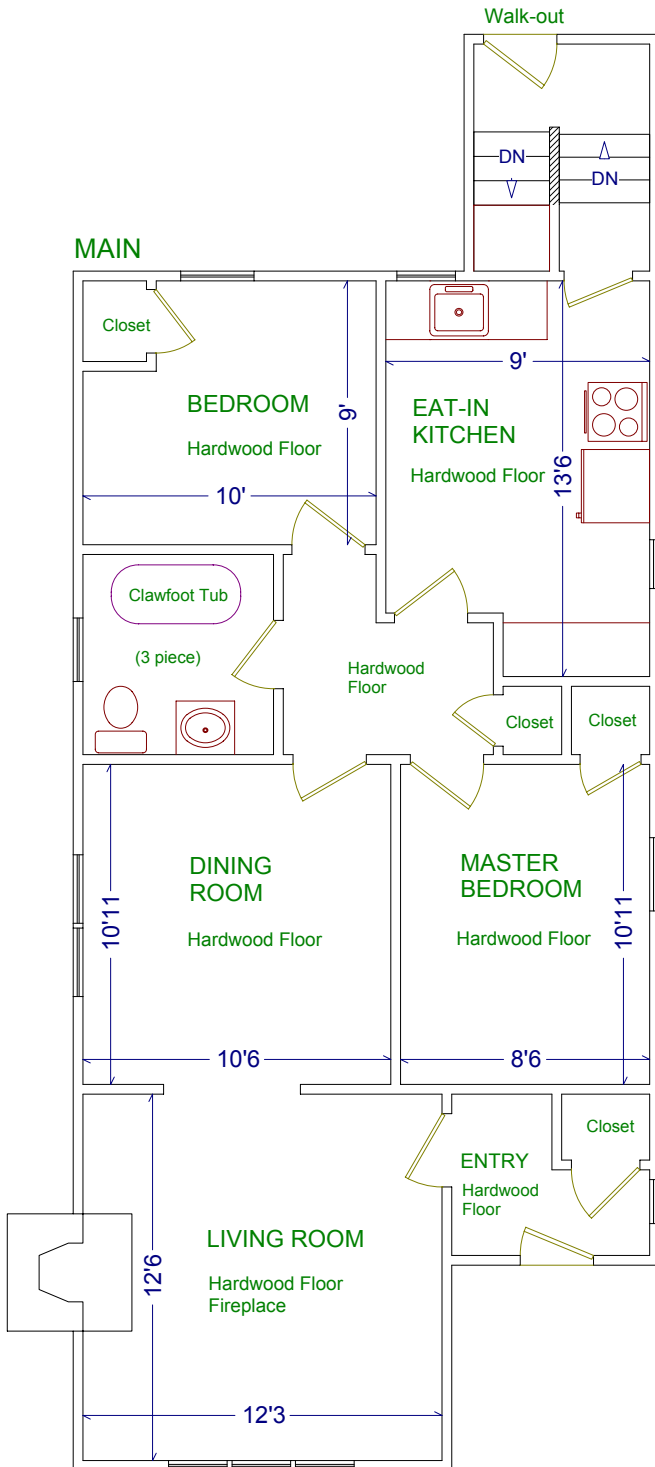 Walk-out
DN
DN
MAIN
Closet
BEDROOM
Hardwood Floor
9'
10'
9'
EAT-IN
KITCHEN
Hardwood Floor
13'6
Clawfoot Tub
(3 piece)
Hardwood
Floor
Closet
Closet
DINING
ROOM
Hardwood Floor
10'11
10'6
MASTER
BEDROOM
Hardwood Floor
10'11
8'6
Closet
ENTRY
Hardwood
Floor
LIVING ROOM
Hardwood Floor
Fireplace
12'6
12'3